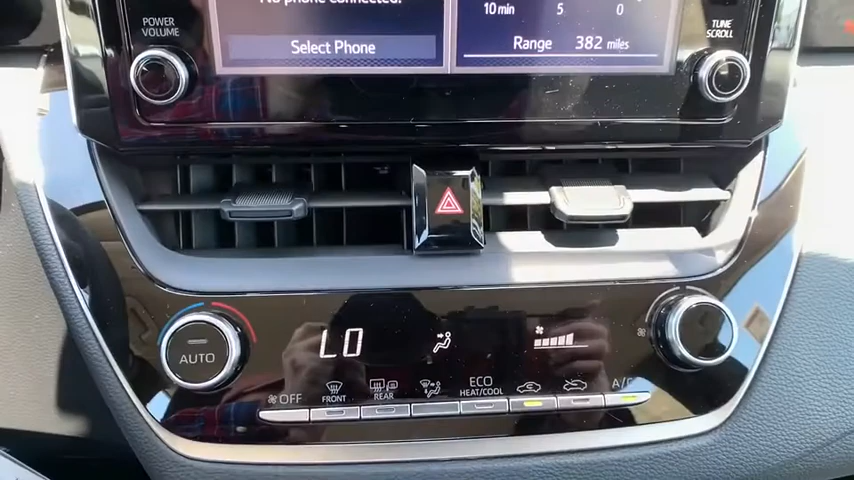 No phone connected.
POWER
VOLUME
10 min 5 0
TUNE
SCROLL
Select Phone
Range 382 miles
AUTO
LO
OFF
FRONT
REAR
ECO
HEAT/COOL
A/C